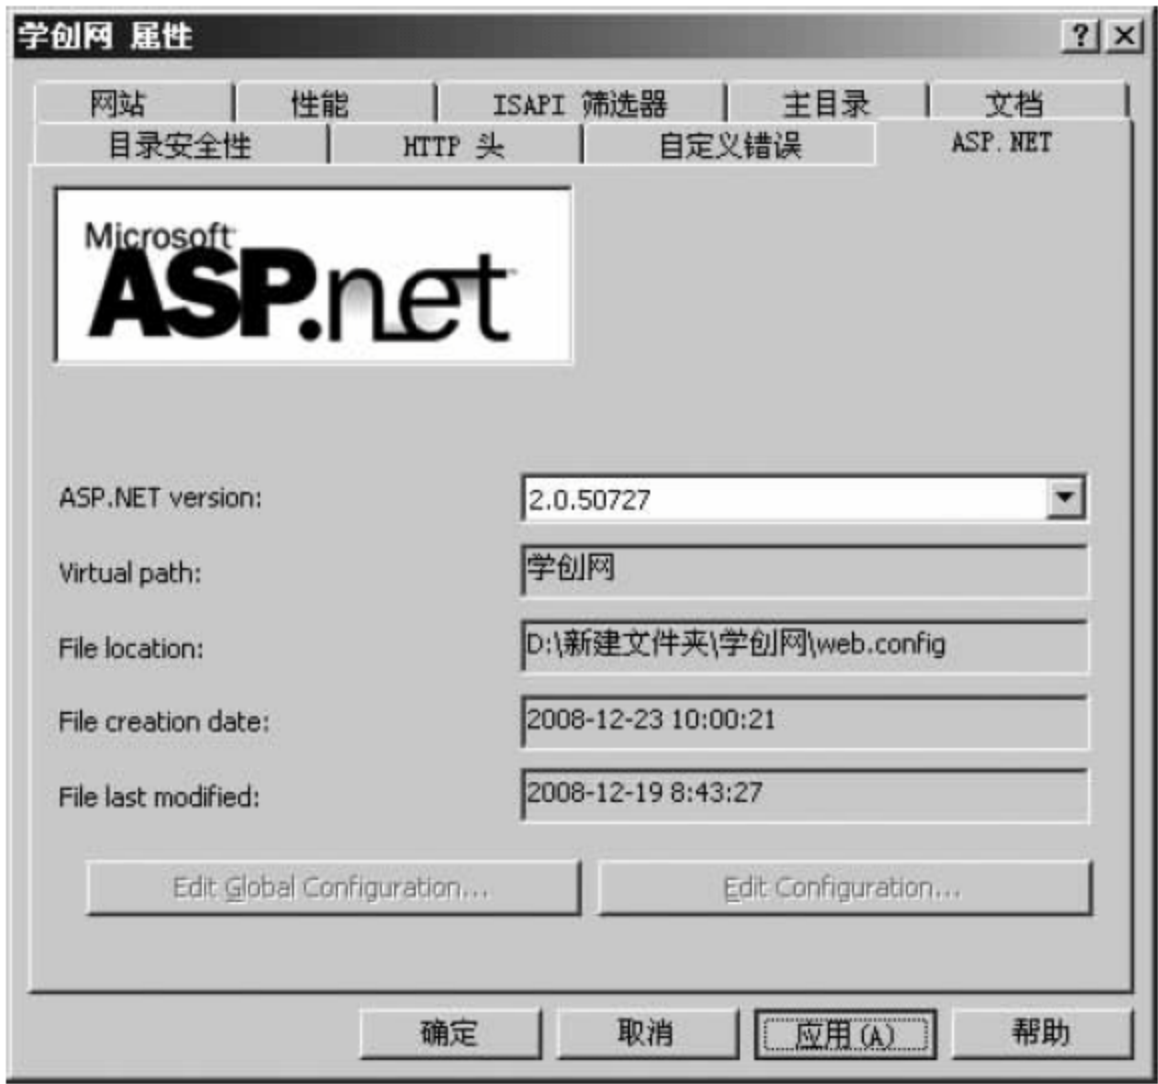 学创网 属性
网站 性能 ISAPI 筛选器 主目录 文档
目录安全性 HTTP 头 自定义错误 ASP.NET
Microsoft
ASP.net
ASP.NET version: 2.0.50727
Virtual path: 学创网
File location: D:\新建文件夹\学创网\web.config
File creation date: 2008-12-23 10:00:21
File last modified: 2008-12-19 8:43:27
Edit Global Configuration... Edit Configuration...
确定 取消 应用(A) 帮助